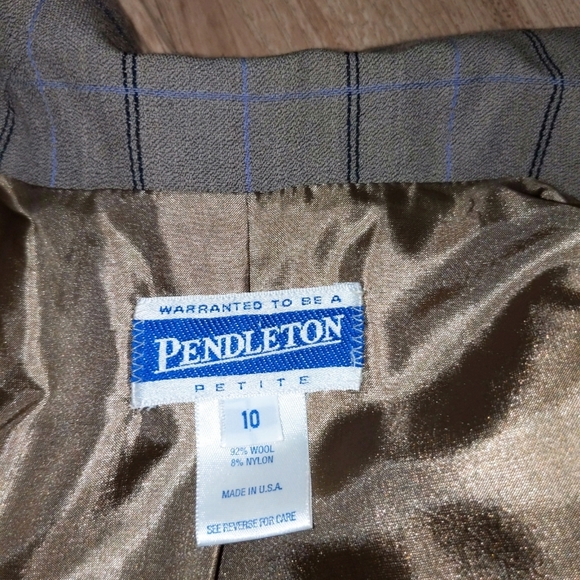 WARRANTED TO BE A
PENDLETON
PETITE
10
92% WOOL
8% NYLON
MADE IN U.S.A.
SEE REVERSE FOR CARE